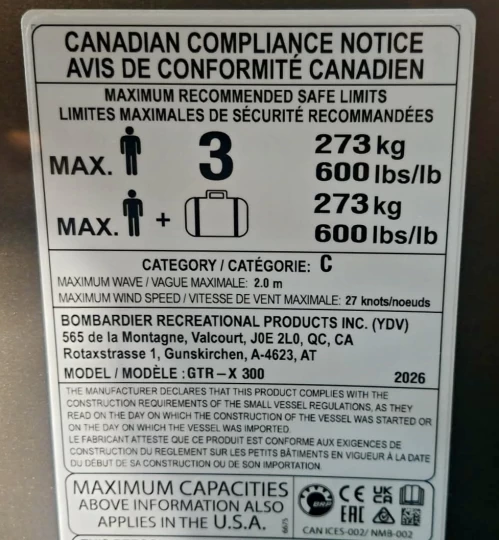 CANADIAN COMPLIANCE NOTICE
AVIS DE CONFORMITÉ CANADIEN
MAXIMUM RECOMMENDED SAFE LIMITS
LIMITES MAXIMALES DE SÉCURITÉ RECOMMANDÉES
MAX. 3 273 kg
600 lbs/lb
MAX. + 273 kg
600 lbs/lb
CATEGORY / CATÉGORIE: C
MAXIMUM WAVE / VAGUE MAXIMALE: 2.0 m
MAXIMUM WIND SPEED / VITESSE DE VENT MAXIMALE: 27 knots/noeuds
BOMBARDIER RECREATIONAL PRODUCTS INC. (YDV)
565 de la Montagne, Valcourt, J0E 2L0, QC, CA
Rotaxstrasse 1, Gunskirchen, A-4623, AT
MODEL / MODÈLE : GTR-X 300 2026
THE MANUFACTURER DECLARES THAT THIS PRODUCT COMPLIES WITH THE
CONSTRUCTION REQUIREMENTS OF THE SMALL VESSEL REGULATIONS, AS THEY
READ ON THE DAY ON WHICH THE CONSTRUCTION OF THE VESSEL WAS STARTED OR
ON THE DAY ON WHICH THE VESSEL WAS IMPORTED.
LE FABRICANT ATTESTE QUE CE PRODUIT EST CONFORME AUX EXIGENCES DE
CONSTRUCTION DU REGLEMENT SUR LES PETITS BÂTIMENTS EN VIGUEUR À LA DATE
DU DÉBUT DE SA CONSTRUCTION OU DE SON IMPORTATION.
MAXIMUM CAPACITIES
ABOVE INFORMATION ALSO
APPLIES IN THE U.S.A.
BRP CE UK CA
EAC
CAN ICES-002/ NMB-002